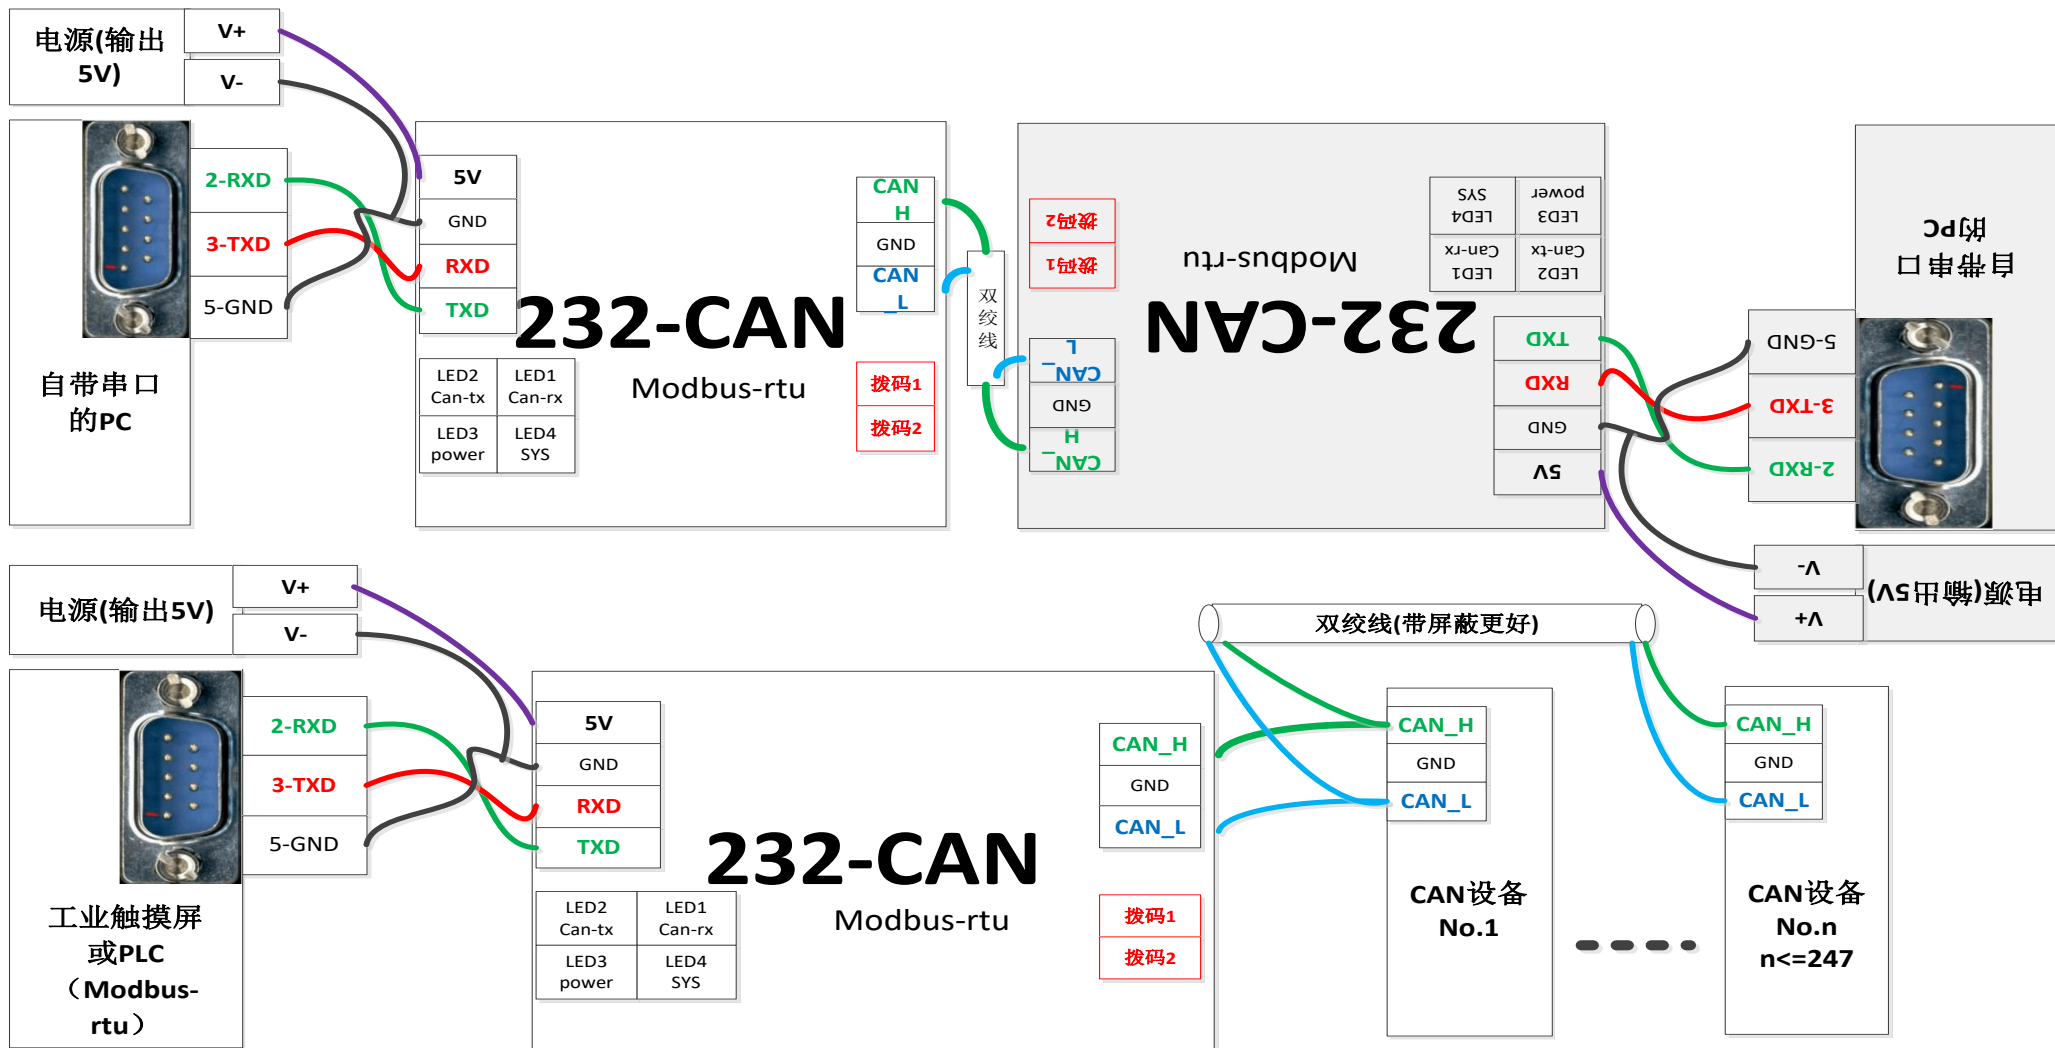 电源(输出
5V)
V+
V-
2-RXD
3-TXD
5-GND
自带串口
的PC
5V
GND
RXD
TXD
232-CAN
Modbus-rtu
LED2
Can-tx
LED1
Can-rx
LED3
power
LED4
SYS
CAN_
H
GND
CAN
_L
拨码1
拨码2
双
绞
线
拨码2
拨码1
CAN_
L
GND
CAN_
H
Modbus-rtu
232-CAN
LED4
SYS
LED3
power
LED1
Can-rx
LED2
Can-tx
TXD
RXD
GND
5V
自带串口
的PC
5-GND
3-TXD
2-RXD
V-
V+
电源(输出5V)
电源(输出5V)
V+
V-
2-RXD
3-TXD
5-GND
工业触摸屏
或PLC
（Modbus-
rtu）
5V
GND
RXD
TXD
232-CAN
Modbus-rtu
LED2
Can-tx
LED1
Can-rx
LED3
power
LED4
SYS
CAN_H
GND
CAN_L
拨码1
拨码2
双绞线(带屏蔽更好)
CAN_H
GND
CAN_L
CAN设备
No.1
CAN_H
GND
CAN_L
CAN设备
No.n
n<=247